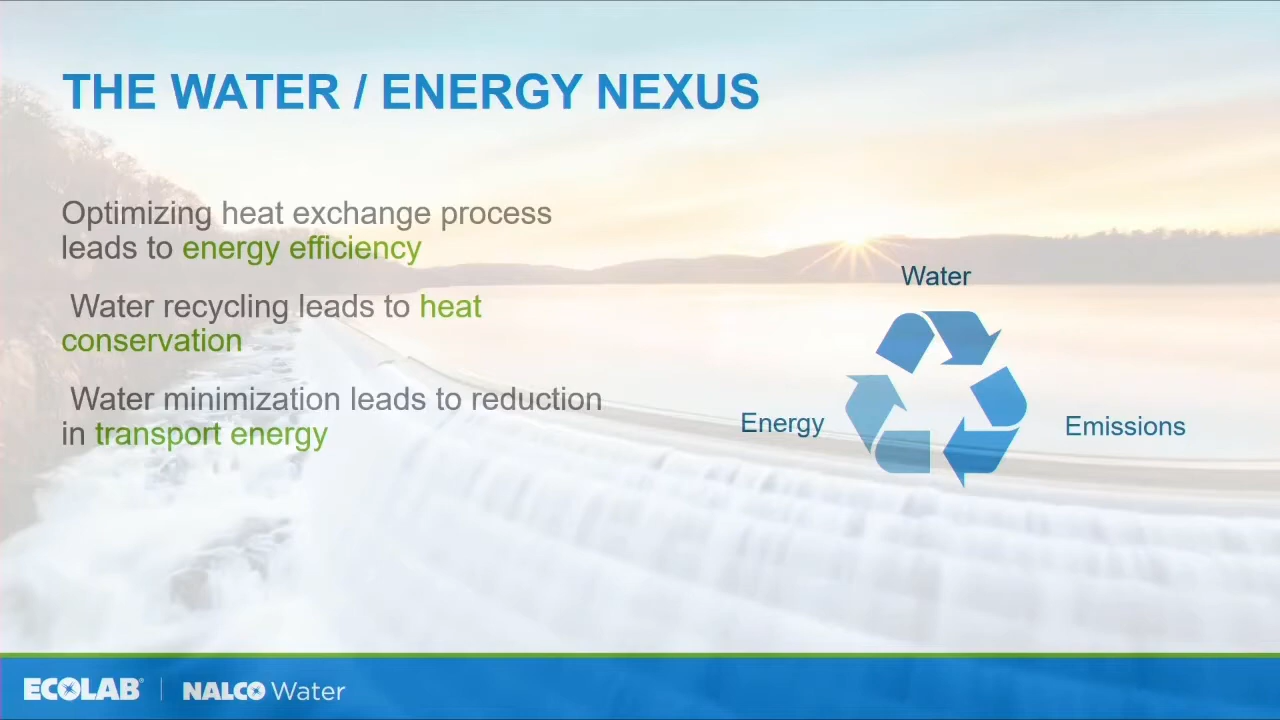 THE WATER / ENERGY NEXUS
Optimizing heat exchange process
leads to energy efficiency
Water recycling leads to heat
conservation
Water minimization leads to reduction
in transport energy
Water
Energy
Emissions
ECOLAB® | NALCO Water